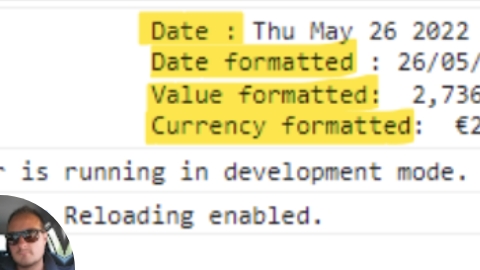 Date : Thu May 26 2022
Date formatted : 26/05/
Value formatted: 2,736
Currency formatted: €2
r is running in development mode.
Reloading enabled.